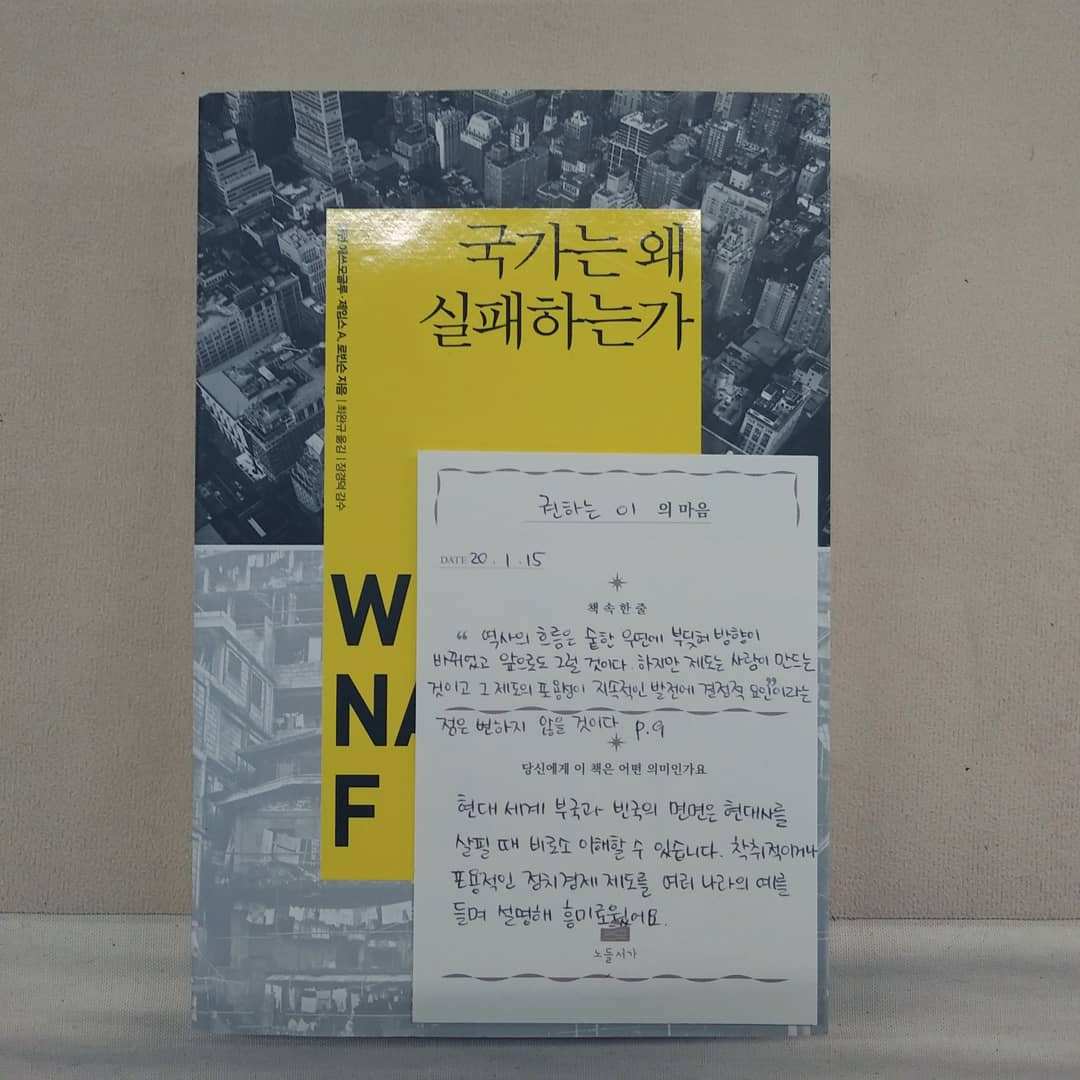 국가는 왜
실패하는가
에쓰모글루·제임스 A. 로빈슨 지음 | 최완규 옮김 | 장경덕 감수
W
NA
F
권하는 이 의 마음
DATE 20. 1. 15
책 속 한 줄
“ 역사의 흐름은 숱한 우연에 부딪혀 방향이
바뀌었고 앞으로도 그럴 것이다. 하지만 제도는 사람이 만드는
것이고 그 제도의 포용성이 지속적인 발전에 결정적 요인”이라는
점은 변하지 않을 것이다 p.9
당신에게 이 책은 어떤 의미인가요
현대 세계 부국과 빈국의 면면은 현대사를
살필 때 비로소 이해할 수 있습니다. 착취적이거나
포용적인 정치경제 제도를 여러 나라의 예를
들며 설명해 흥미로웠어요.
노들서가